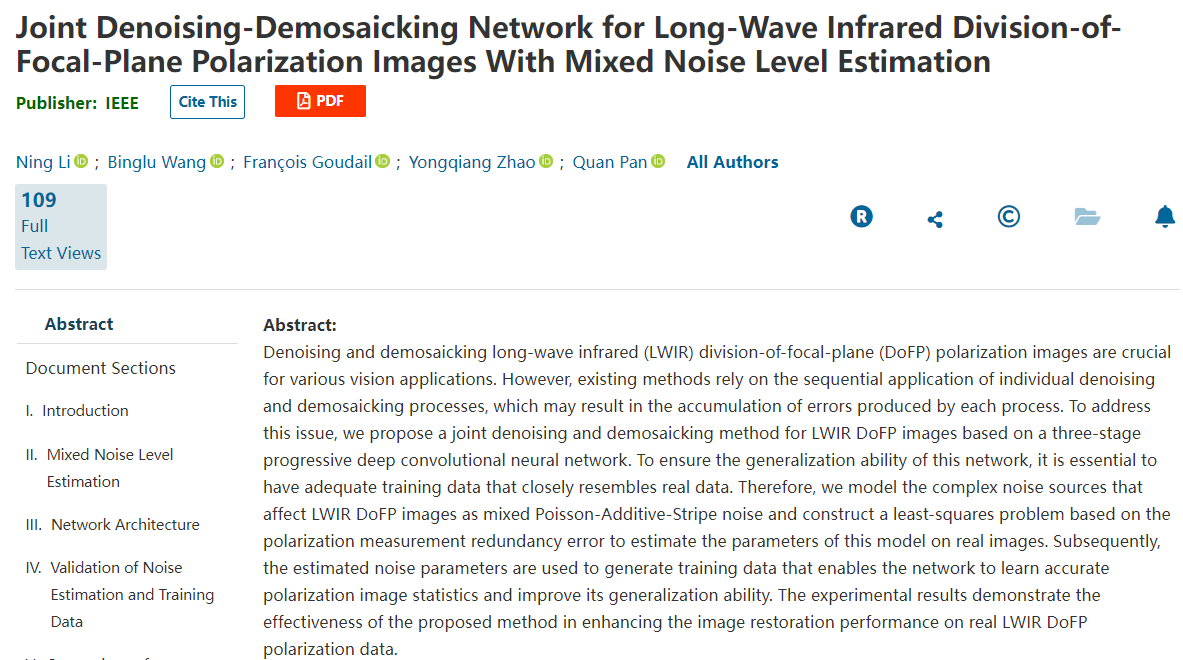 Joint Denoising-Demosaicking Network for Long-Wave Infrared Division-of-
Focal-Plane Polarization Images With Mixed Noise Level Estimation
Publisher: IEEE
Cite This
PDF
Ning Li ; Binglu Wang ; François Goudail ; Yongqiang Zhao ; Quan Pan All Authors
109
Full
Text Views
Abstract
Document Sections
I. Introduction
II. Mixed Noise Level
Estimation
III. Network Architecture
IV. Validation of Noise
Estimation and Training
Data
Abstract:
Denoising and demosaicking long-wave infrared (LWIR) division-of-focal-plane (DoFP) polarization images are crucial
for various vision applications. However, existing methods rely on the sequential application of individual denoising
and demosaicking processes, which may result in the accumulation of errors produced by each process. To address
this issue, we propose a joint denoising and demosaicking method for LWIR DoFP images based on a three-stage
progressive deep convolutional neural network. To ensure the generalization ability of this network, it is essential to
have adequate training data that closely resembles real data. Therefore, we model the complex noise sources that
affect LWIR DoFP images as mixed Poisson-Additive-Stripe noise and construct a least-squares problem based on the
polarization measurement redundancy error to estimate the parameters of this model on real images. Subsequently,
the estimated noise parameters are used to generate training data that enables the network to learn accurate
polarization image statistics and improve its generalization ability. The experimental results demonstrate the
effectiveness of the proposed method in enhancing the image restoration performance on real LWIR DoFP
polarization data.